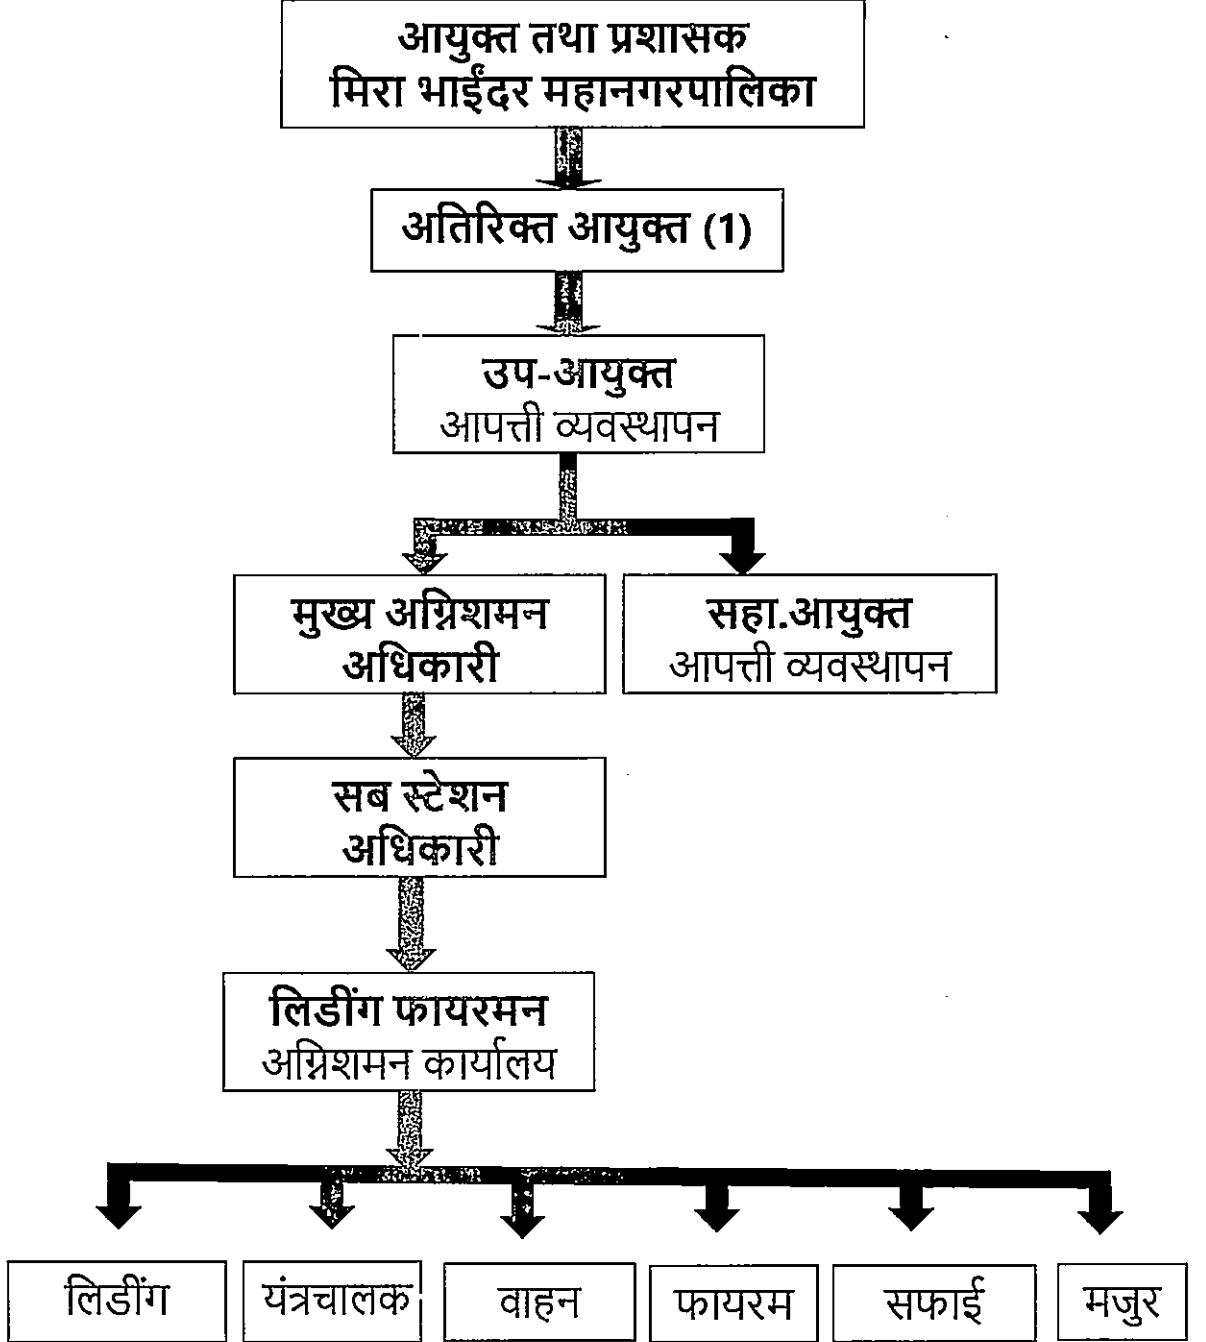 आयुक्त तथा प्रशासक
मिरा भाईंदर महानगरपालिका
अतिरिक्त आयुक्त (1)
उप-आयुक्त
आपत्ती व्यवस्थापन
मुख्य अग्निशमन
अधिकारी
सहा.आयुक्त
आपत्ती व्यवस्थापन
सब स्टेशन
अधिकारी
लिडींग फायरमन
अग्निशमन कार्यालय
लिडींग
यंत्रचालक
वाहन
फायरम
सफाई
मजुर